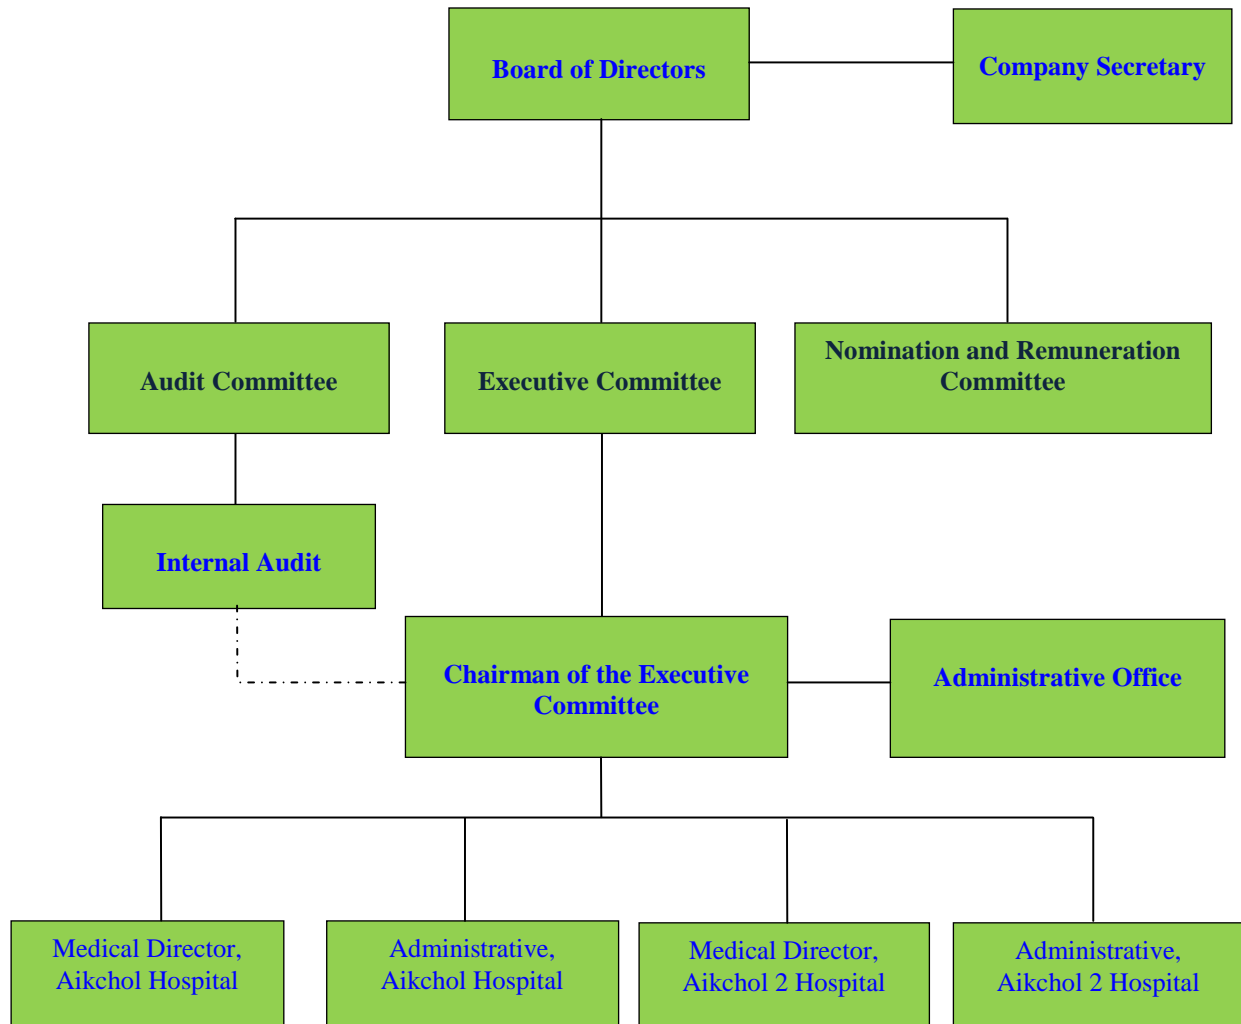 Board of Directors
Company Secretary
Audit Committee
Executive Committee
Nomination and Remuneration
Committee
Internal Audit
Chairman of the Executive
Committee
Administrative Office
Medical Director,
Aikchol Hospital
Administrative,
Aikchol Hospital
Medical Director,
Aikchol 2 Hospital
Administrative,
Aikchol 2 Hospital